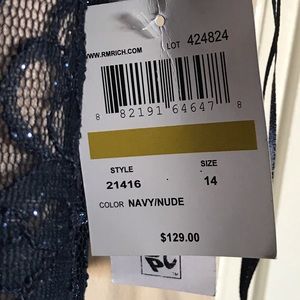 WWW.RMRICH.COM
LOT 424824
8 82191 64647 8
STYLE SIZE
21416 14
COLOR NAVY/NUDE
$129.00